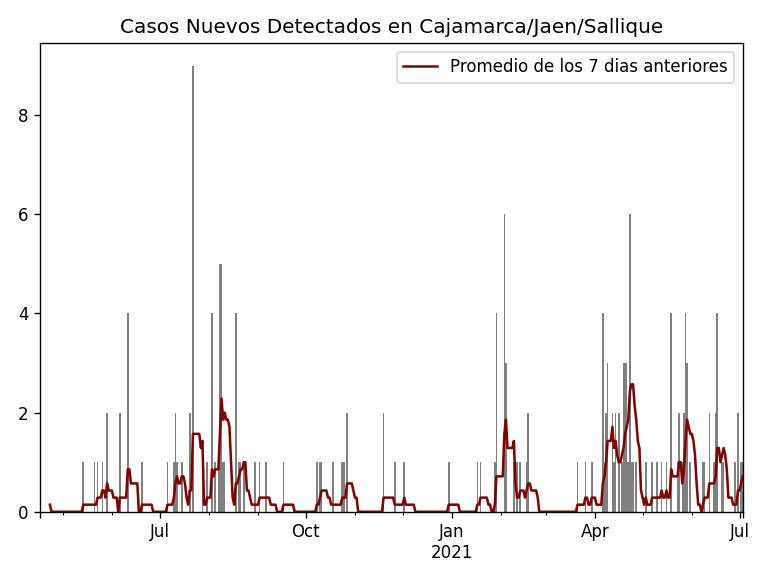 Casos Nuevos Detectados en Cajamarca/Jaen/Sallique
Promedio de los 7 dias anteriores
8
6
4
2
0
Jul Oct Jan Apr Jul
2021